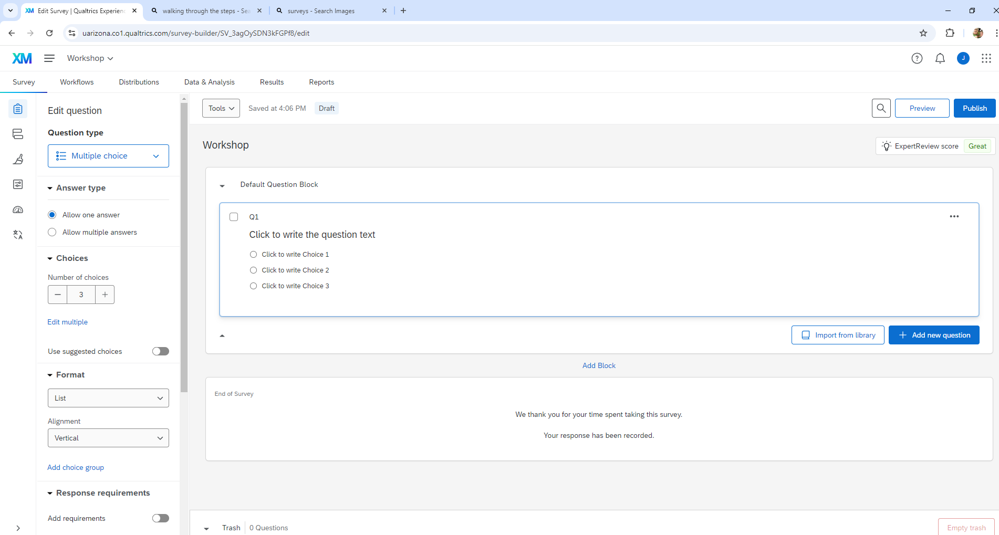 Edit Survey | Qualtrics Experienc
walking through the steps - Sea
surveys - Search Images
uarizona.co1.qualtrics.com/survey-builder/SV_3agOySDN3kFGPf8/edit
XM
Workshop
J
Survey
Workflows
Distributions
Data & Analysis
Results
Reports
Edit question
Question type
Multiple choice
Answer type
Allow one answer
Allow multiple answers
Choices
Number of choices
3
Edit multiple
Use suggested choices
Format
List
Alignment
Vertical
Add choice group
Response requirements
Add requirements
Tools
Saved at 4:06 PM
Draft
Preview
Publish
Workshop
ExpertReview score
Great
Default Question Block
Q1
Click to write the question text
Click to write Choice 1
Click to write Choice 2
Click to write Choice 3
Import from library
Add new question
Add Block
End of Survey
We thank you for your time spent taking this survey.
Your response has been recorded.
Trash
0 Questions
Empty trash